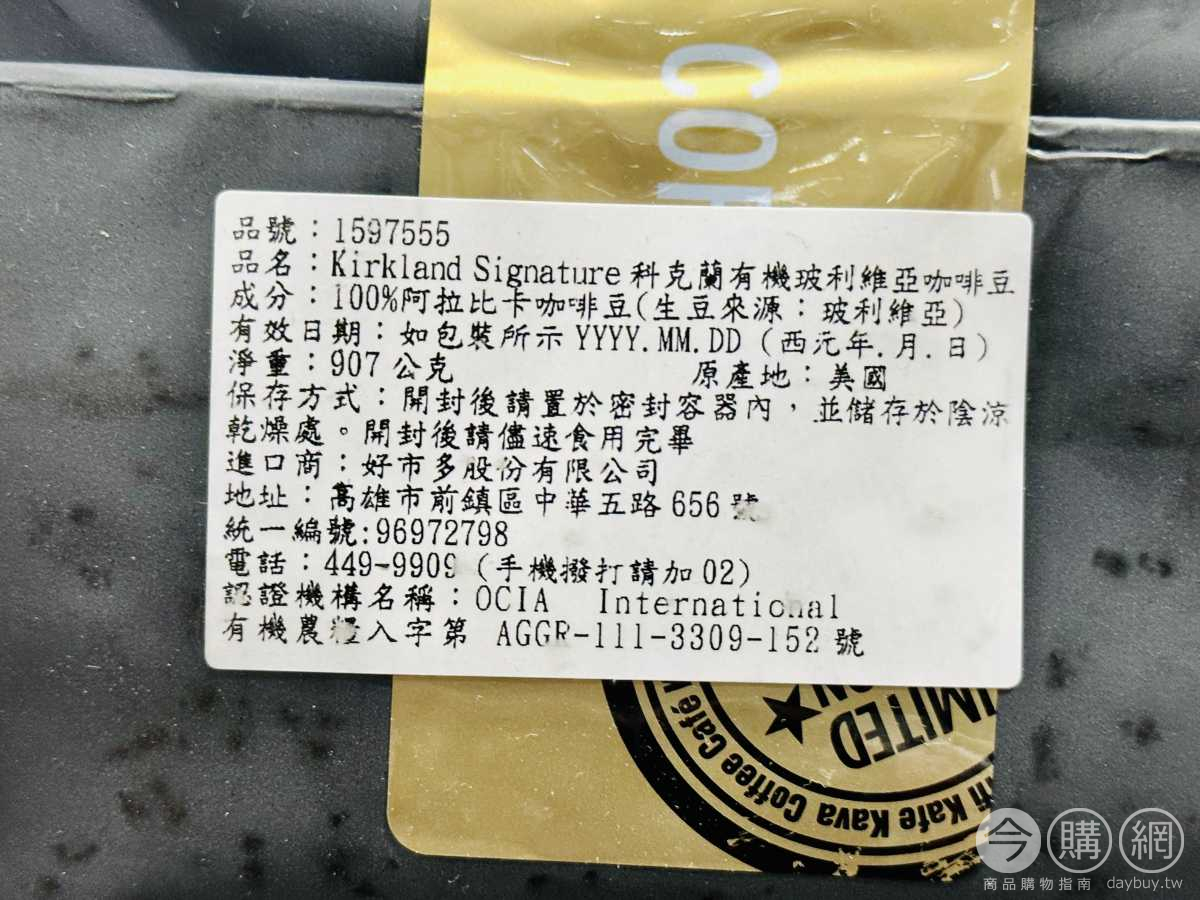 COF
品號：1597555
品名：Kirkland Signature 科克蘭有機玻利維亞咖啡豆
成分：100%阿拉比卡咖啡豆(生豆來源：玻利維亞)
有效日期：如包裝所示 YYYY.MM.DD (西元年.月.日)
淨重：907 公克 原產地：美國
保存方式：開封後請置於密封容器內，並儲存於陰涼
乾燥處。開封後請儘速食用完畢
進口商：好市多股份有限公司
地址：高雄市前鎮區中華五路 656 號
統一編號:96972798
電話：449-9909 (手機撥打請加 02)
認證機構名稱：OCIA International
有機農糧入字第 AGGR-111-3309-152 號
LIMITED
Kafe Kava Coffee Café
今購網
商品購物指南 daybuy.tw